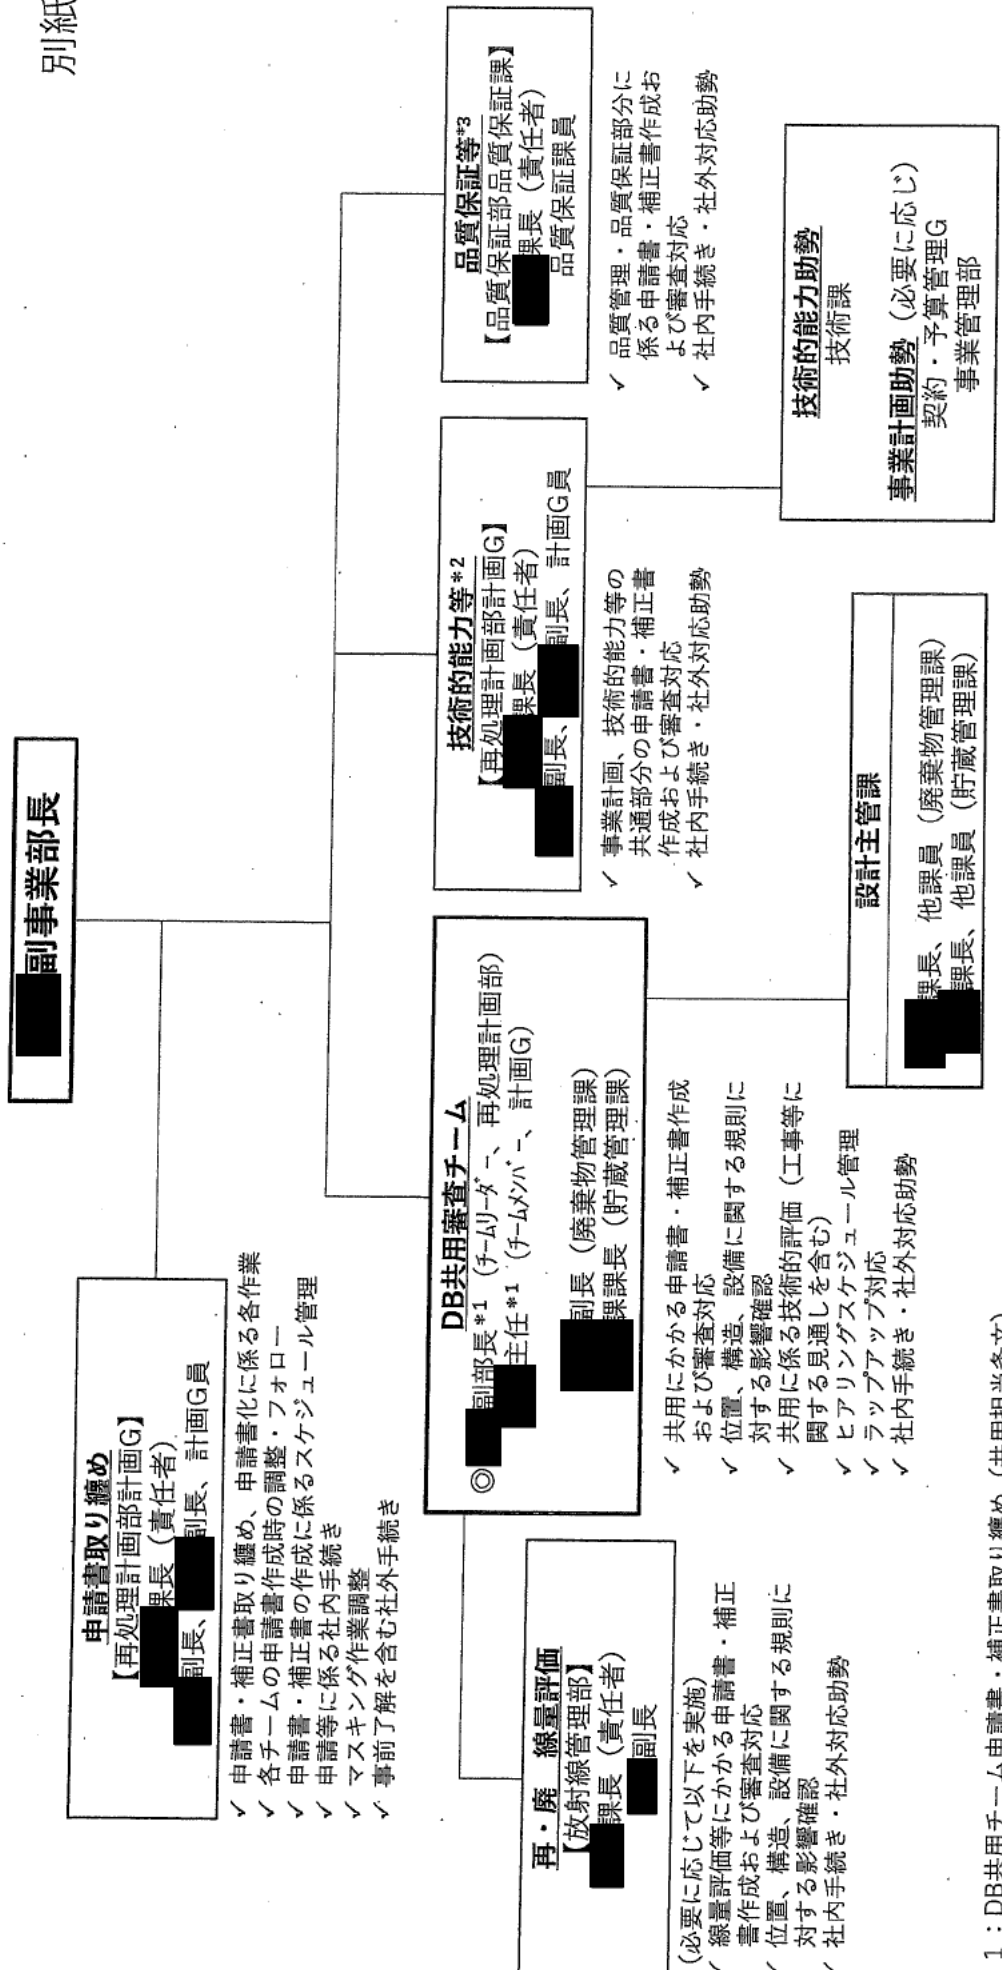 別紙
副事業部長
申請書取り纏め
【再処理計画部計画G】
課長（責任者）
副長、副長、計画G員
✓ 申請書・補正書取り纏め、申請書化に係る各作業
✓ 各チームの申請書作成時の調整・フォロー
✓ 申請書・補正書の作成に係るスケジュール管理
✓ 申請等に係る社内手続き
✓ マスキング作業調整
✓ 事前了解を含む社外手続き
DB共用審査チーム
◎副部長*1（チームリーダー、再処理計画部）
主任*1（チームメンバー、計画G）
副長（廃棄物管理課）
課課長（貯蔵管理課）
✓ 共用にかかる申請書・補正書作成
および審査対応
✓ 位置、構造、設備に関する規則に
対する影響確認
✓ 共用に係る技術的評価（工事等に
関する見通しを含む）
✓ ヒアリングスケジュール管理
✓ ラップアップ対応
✓ 社内手続き・社外対応助勢
技術的能力等*2
【再処理計画部計画G】
課長（責任者）
副長、副長、計画G員
✓ 事業計画、技術的能力等の
共通部分の申請書・補正書
作成および審査対応
✓ 社内手続き・社外対応助勢
品質保証等*3
【品質保証部品質保証課】
課長（責任者）
品質保証課員
✓ 品質管理・品質保証部分に
係る申請書・補正書作成お
よび審査対応
✓ 社内手続き・社外対応助勢
再・廃　線量評価
【放射線管理部】
課長（責任者）
副長
（必要に応じて以下を実施）
✓ 線量評価等にかかる申請書・補正
書作成および審査対応
✓ 位置、構造、設備に関する規則に
対する影響確認
✓ 社内手続き・社外対応助勢
設計主管課
課長、他課員（廃棄物管理課）
課長、他課員（貯蔵管理課）
技術的能力助勢
技術課
事業計画助勢（必要に応じ）
契約・予算管理G
事業管理部
1：DB共用チーム申請書・補正書取り纏め（共用担当条文）